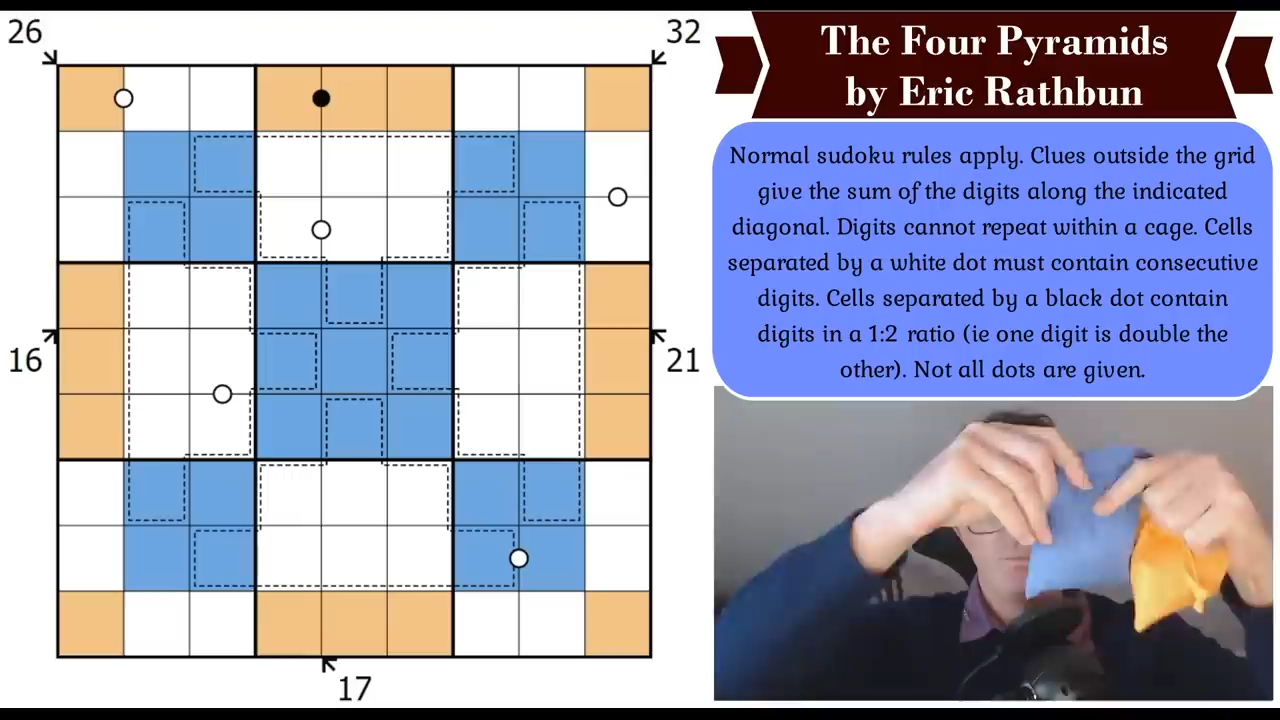 26
32
The Four Pyramids
by Eric Rathbun
Normal sudoku rules apply. Clues outside the grid
give the sum of the digits along the indicated
diagonal. Digits cannot repeat within a cage. Cells
separated by a white dot must contain consecutive
digits. Cells separated by a black dot contain
digits in a 1:2 ratio (ie one digit is double the
other). Not all dots are given.
16
21
17